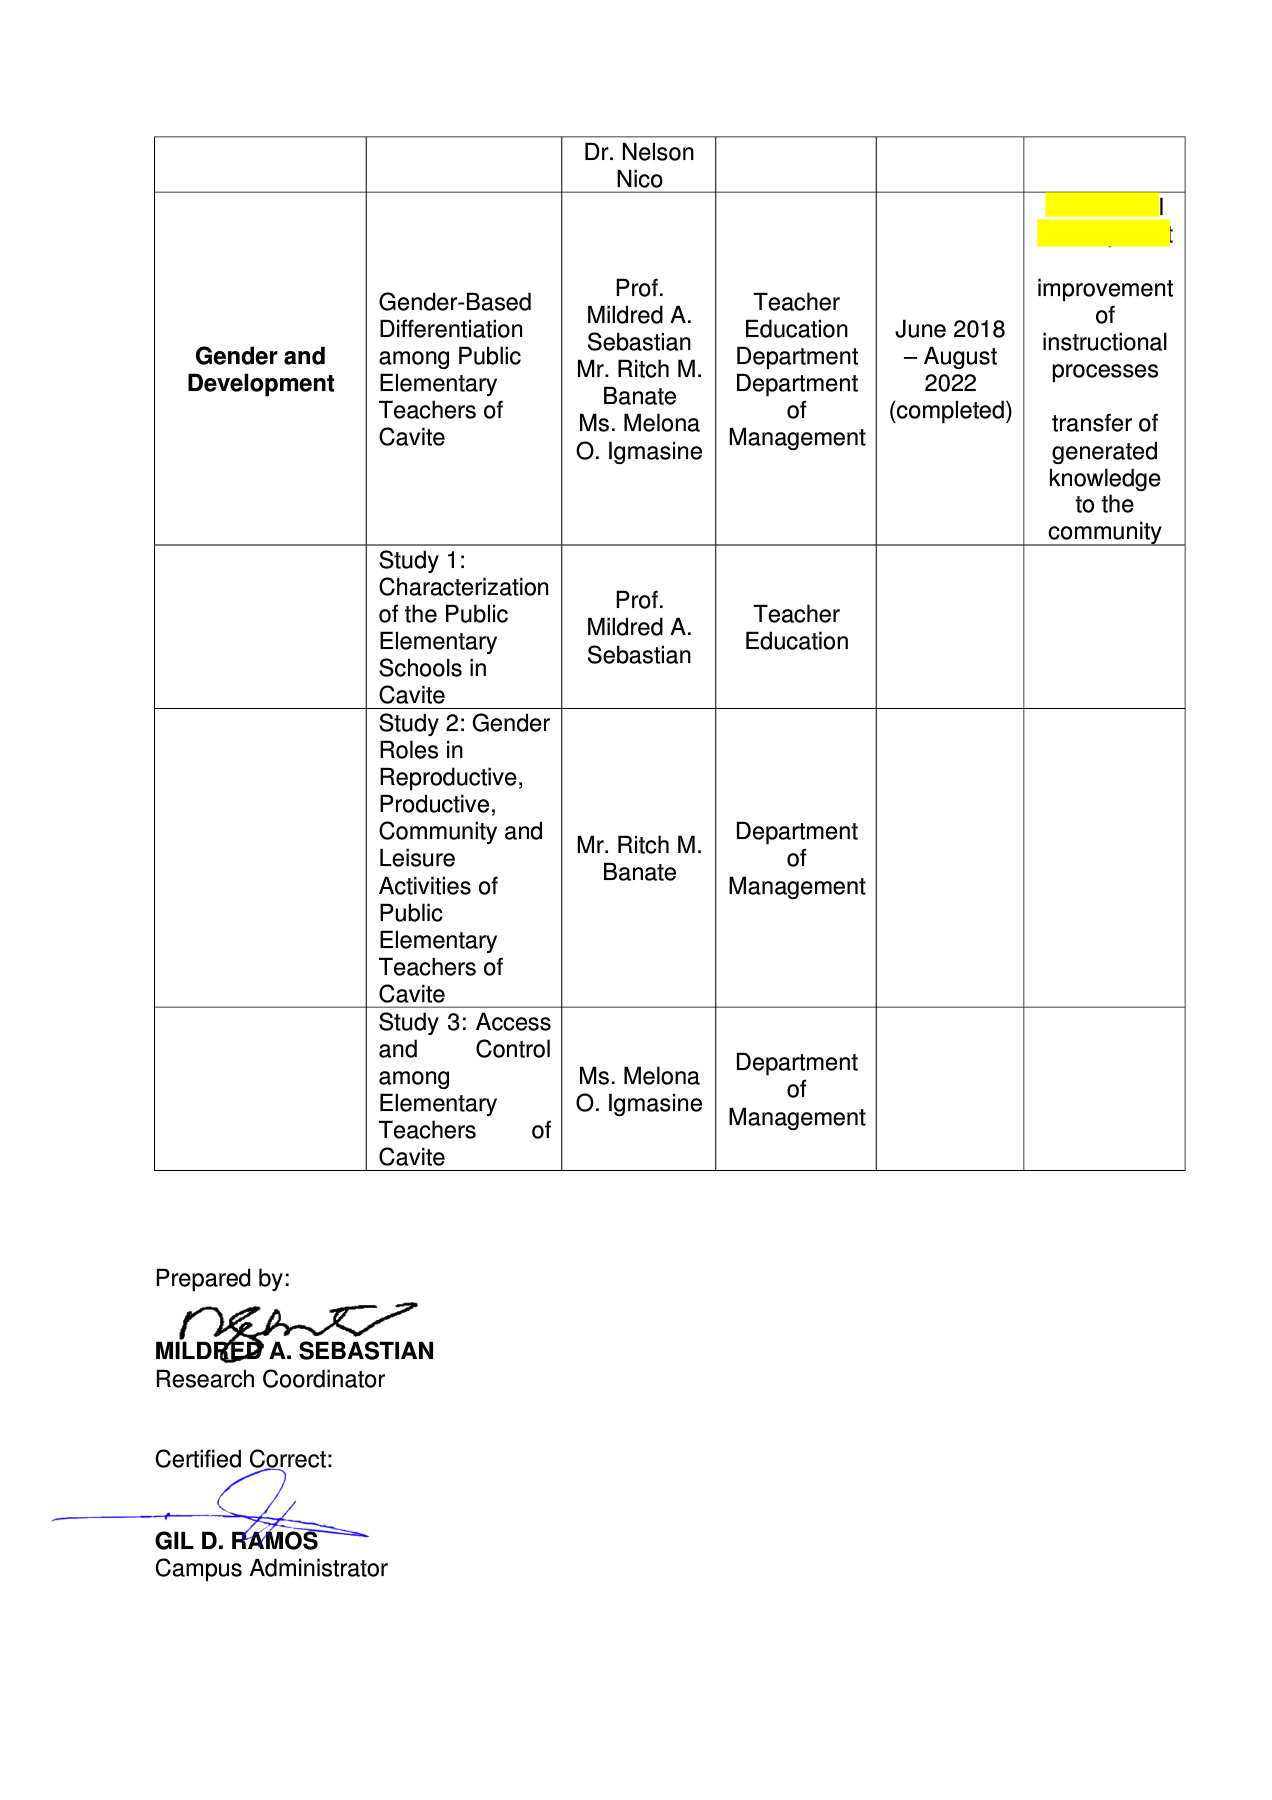 Dr. Nelson
Nico
Gender and
Development
Gender-Based
Differentiation
among Public
Elementary
Teachers of
Cavite
Prof.
Mildred A.
Sebastian
Mr. Ritch M.
Banate
Ms. Melona
O. Igmasine
Teacher
Education
Department
Department
of
Management
June 2018
– August
2022
(completed)
improvement
of
instructional
processes
transfer of
generated
knowledge
to the
community
Study 1:
Characterization
of the Public
Elementary
Schools in
Cavite
Prof.
Mildred A.
Sebastian
Teacher
Education
Study 2: Gender
Roles in
Reproductive,
Productive,
Community and
Leisure
Activities of
Public
Elementary
Teachers of
Cavite
Mr. Ritch M.
Banate
Department
of
Management
Study 3: Access
and Control
among
Elementary
Teachers of
Cavite
Ms. Melona
O. Igmasine
Department
of
Management
Prepared by:
MILDRED A. SEBASTIAN
Research Coordinator
Certified Correct:
GIL D. RAMOS
Campus Administrator